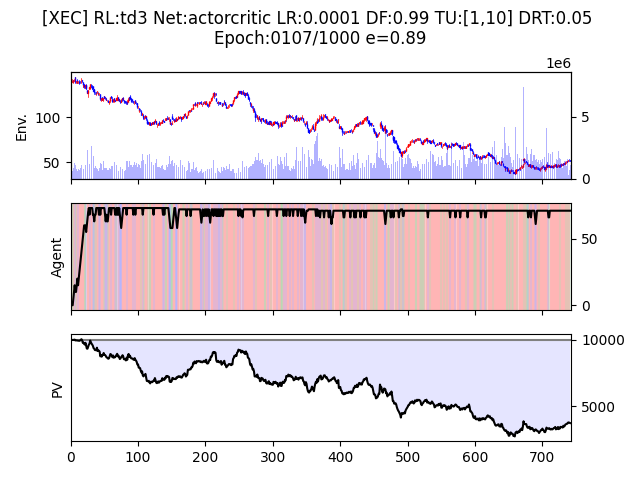 [XEC] RL:td3 Net:actorcritic LR:0.0001 DF:0.99 TU:[1,10] DRT:0.05
Epoch:0107/1000 e=0.89
1e6
Env.
100
50
5
0
Agent
50
0
PV
10000
5000
0 100 200 300 400 500 600 700